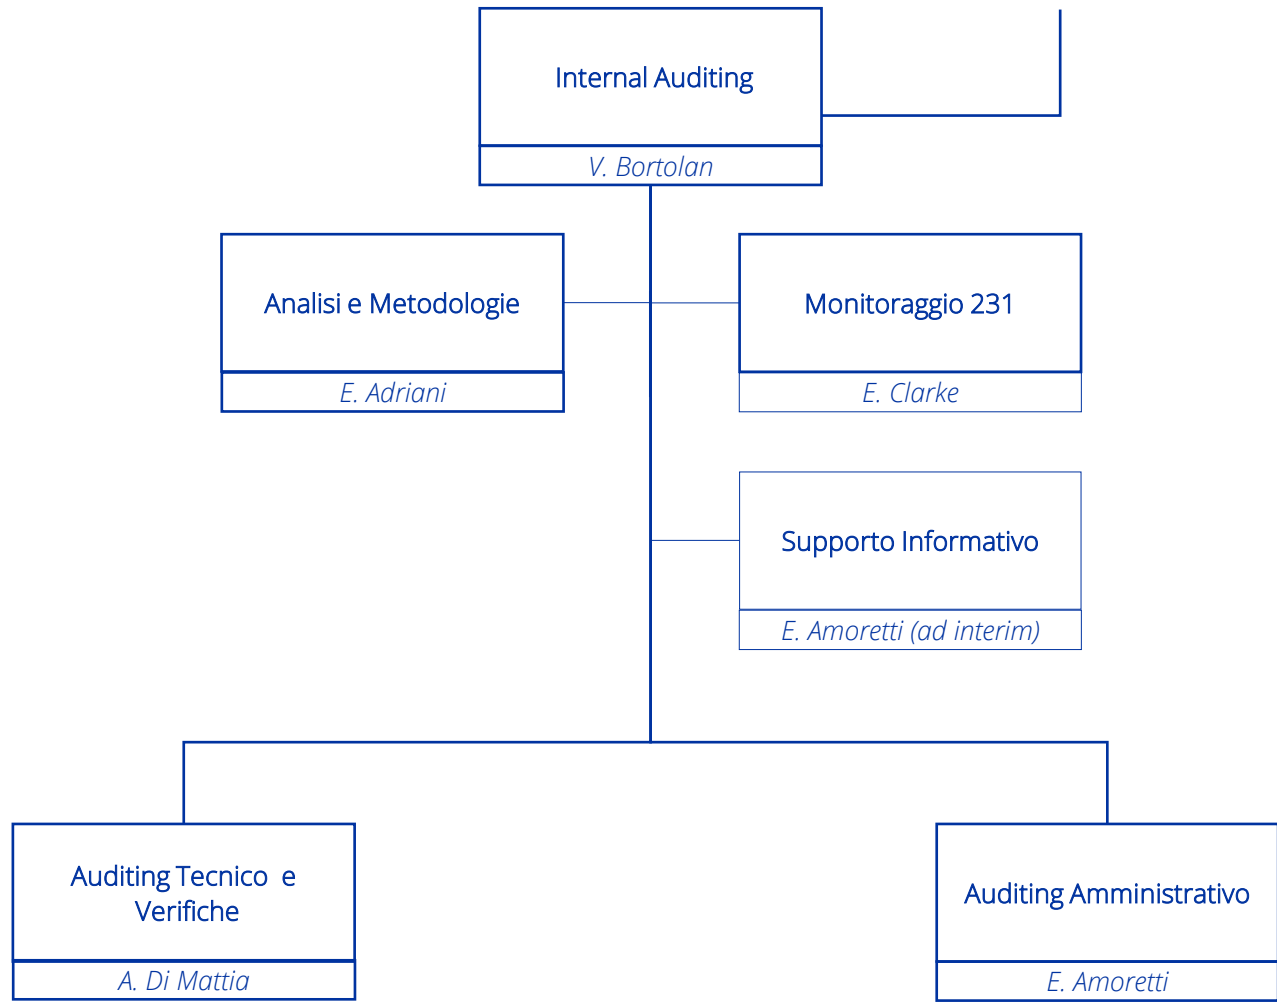 Internal Auditing
V. Bortolan
Analisi e Metodologie
E. Adriani
Monitoraggio 231
E. Clarke
Supporto Informativo
E. Amoretti (ad interim)
Auditing Tecnico e
Verifiche
A. Di Mattia
Auditing Amministrativo
E. Amoretti